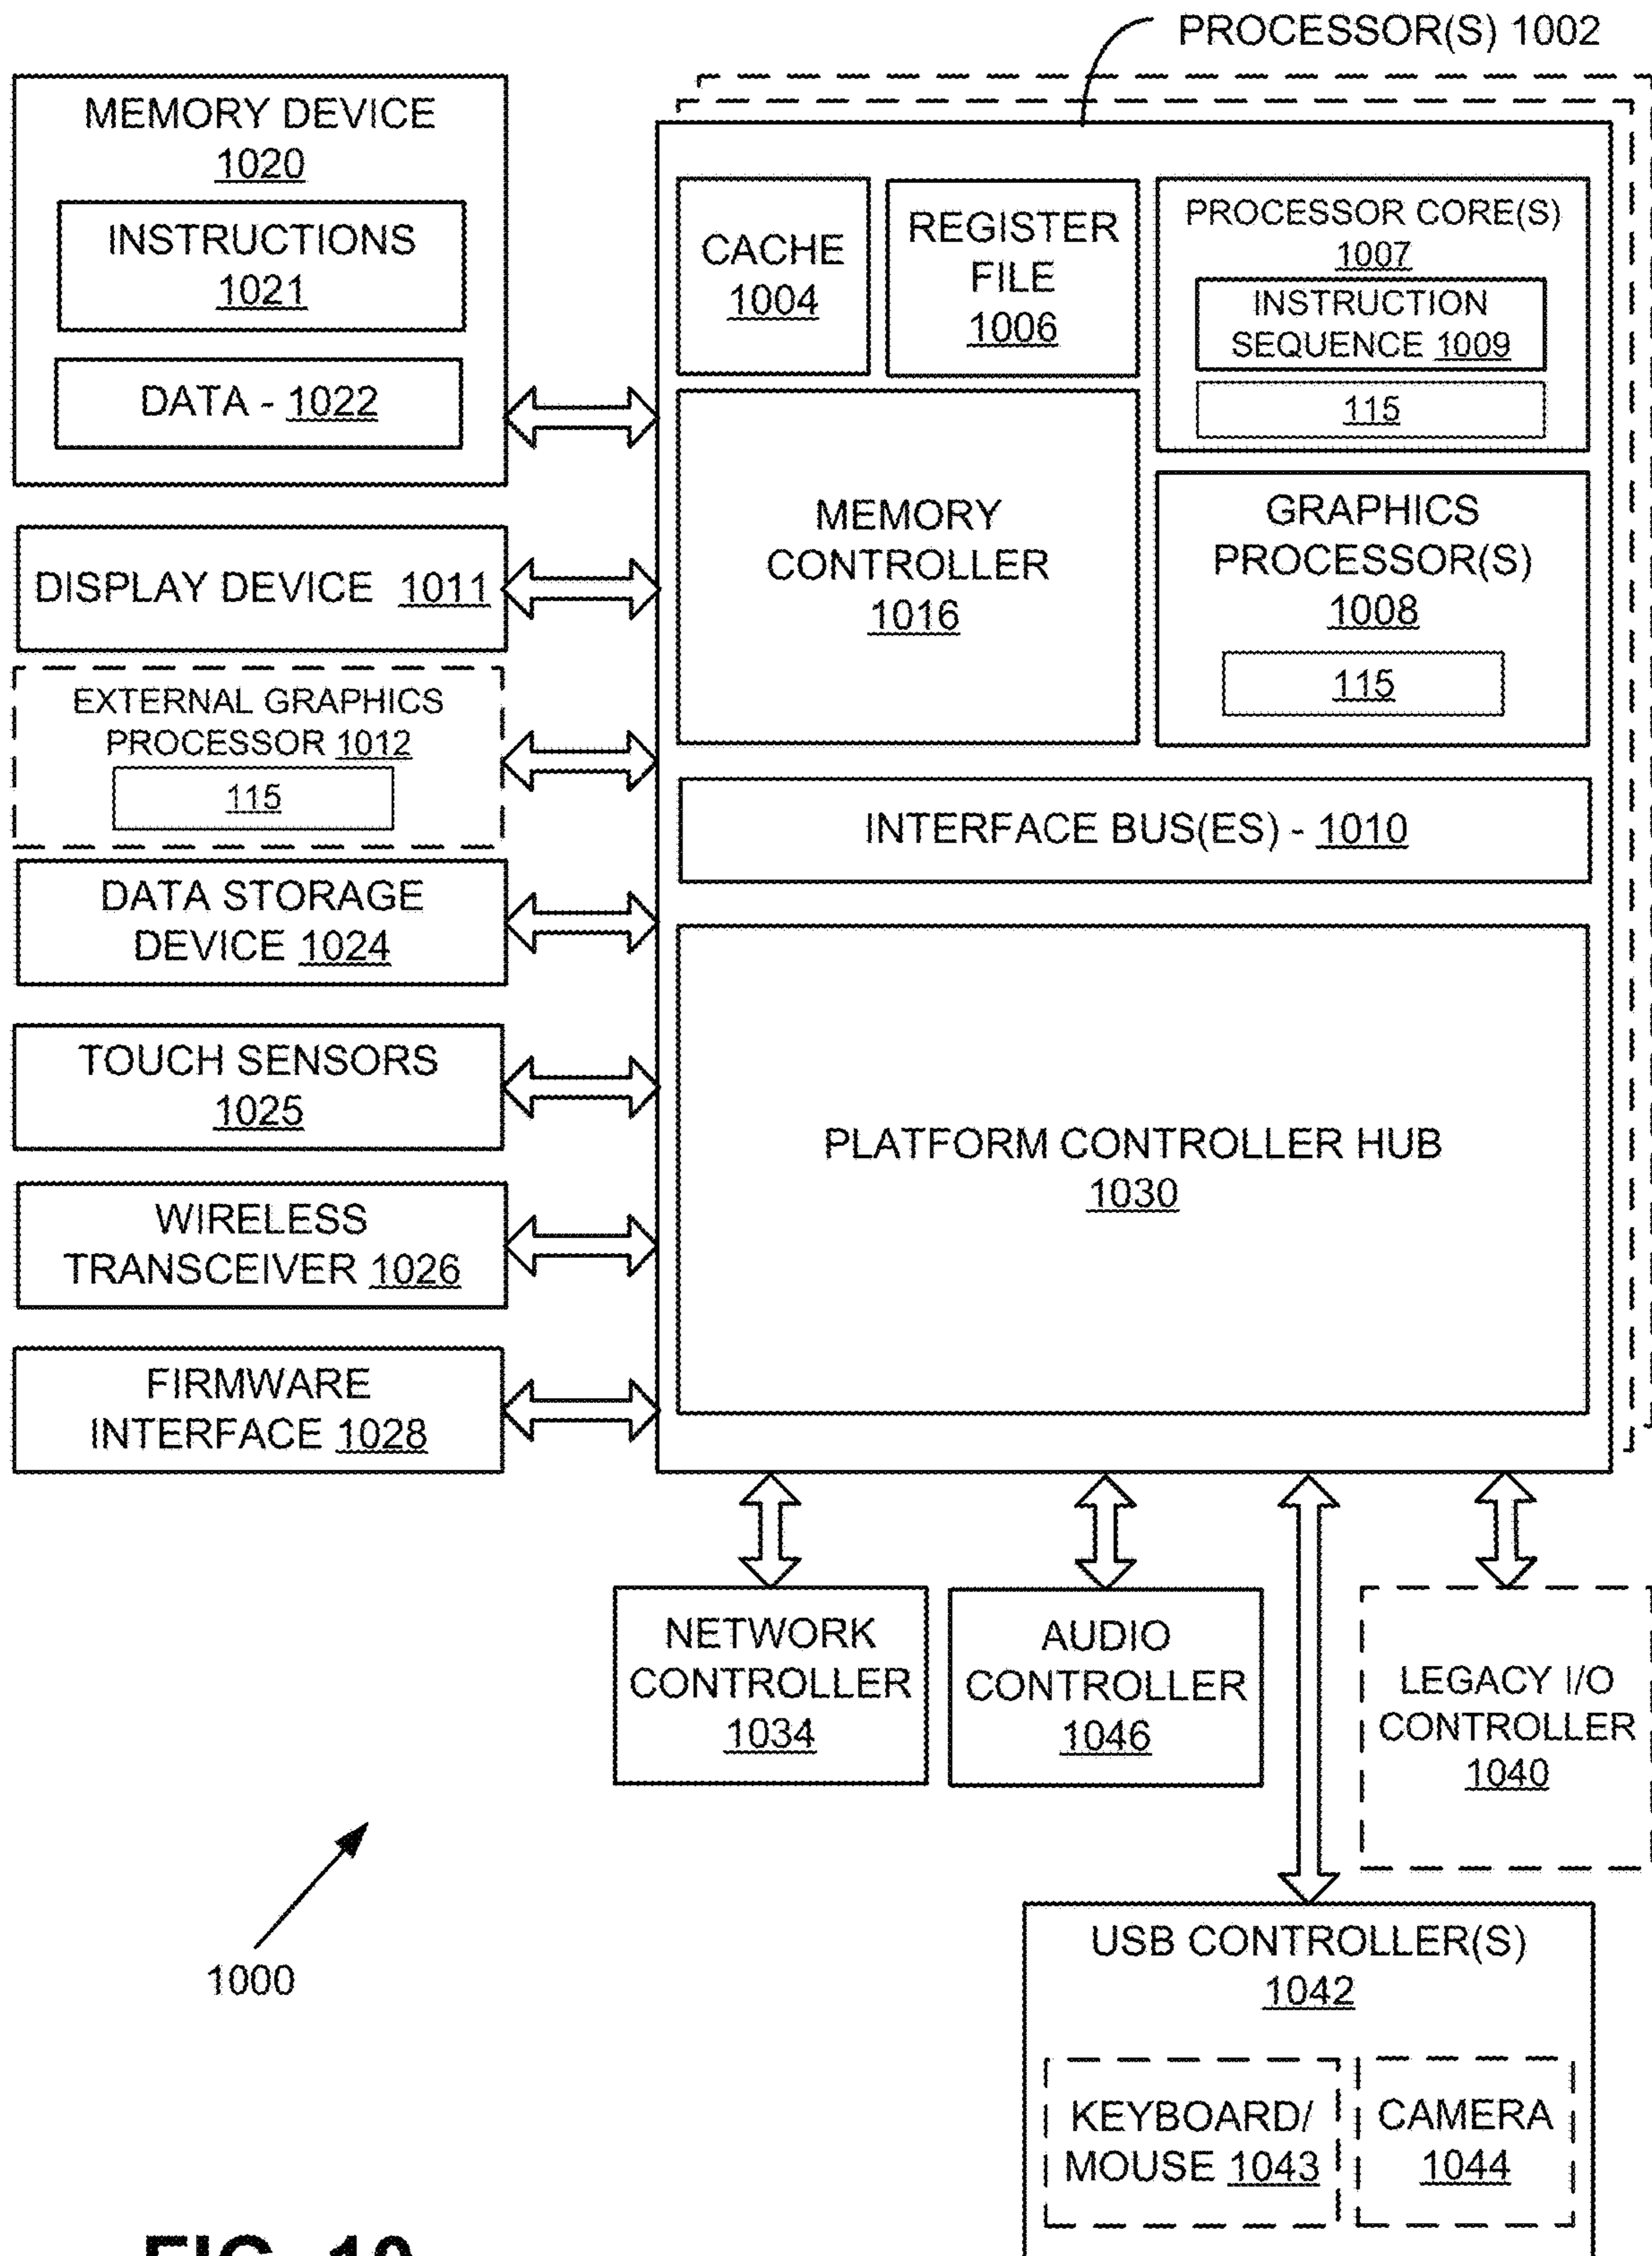 PROCESSOR(S) 1002
MEMORY DEVICE
1020
INSTRUCTIONS
1021
DATA - 1022
DISPLAY DEVICE 1011
EXTERNAL GRAPHICS
PROCESSOR 1012
115
DATA STORAGE
DEVICE 1024
TOUCH SENSORS
1025
WIRELESS
TRANSCEIVER 1026
FIRMWARE
INTERFACE 1028
CACHE
1004
REGISTER
FILE
1006
PROCESSOR CORE(S)
1007
INSTRUCTION
SEQUENCE 1009
115
MEMORY
CONTROLLER
1016
GRAPHICS
PROCESSOR(S)
1008
115
INTERFACE BUS(ES) - 1010
PLATFORM CONTROLLER HUB
1030
NETWORK
CONTROLLER
1034
AUDIO
CONTROLLER
1046
LEGACY I/O
CONTROLLER
1040
1000
USB CONTROLLER(S)
1042
KEYBOARD/
MOUSE 1043
CAMERA
1044
FIG. 10